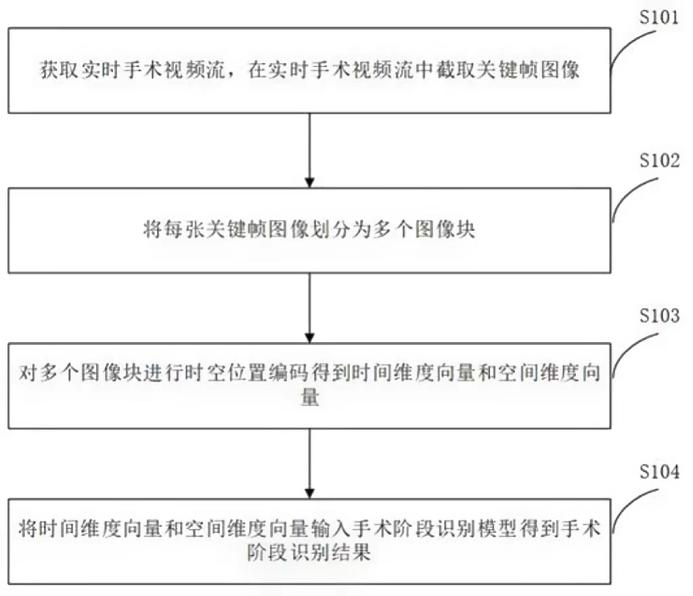 S101
获取实时手术视频流，在实时手术视频流中截取关键帧图像
S102
将每张关键帧图像划分为多个图像块
S103
对多个图像块进行时空位置编码得到时间维度向量和空间维度向
量
S104
将时间维度向量和空间维度向量输入手术阶段识别模型得到手术
阶段识别结果